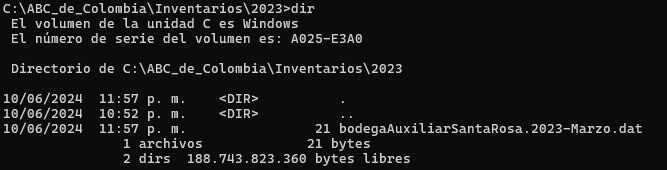 C:\ABC_de_Colombia\Inventarios\2023>dir
El volumen de la unidad C es Windows
El número de serie del volumen es: A025-E3A0
Directorio de C:\ABC_de_Colombia\Inventarios\2023
10/06/2024  11:57 p. m.    <DIR>          .
10/06/2024  10:52 p. m.    <DIR>          ..
10/06/2024  11:57 p. m.                21 bodegaAuxiliarSantaRosa.2023-Marzo.dat
1 archivos             21 bytes
2 dirs  188.743.823.360 bytes libres